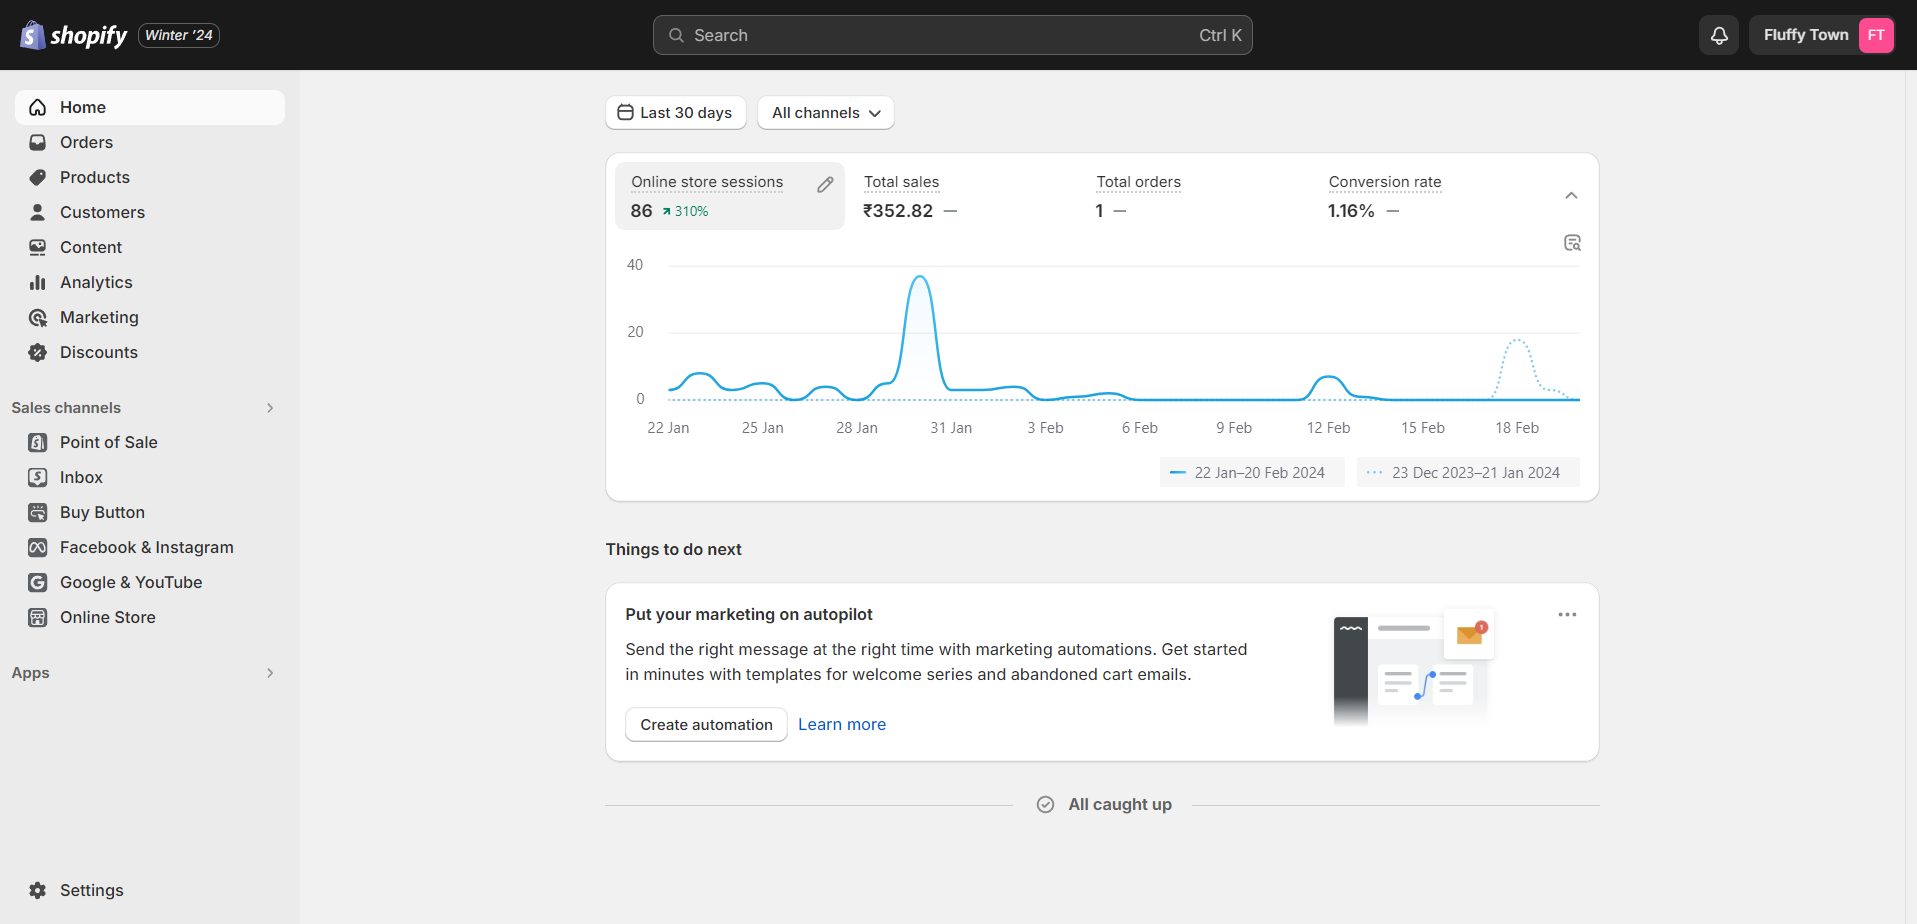 shopify
Winter '24
Search
Ctrl K
Fluffy Town
FT
Home
Orders
Products
Customers
Content
Analytics
Marketing
Discounts
Sales channels
Point of Sale
Inbox
Buy Button
Facebook & Instagram
Google & YouTube
Online Store
Apps
Settings
Last 30 days
All channels
Online store sessions
86 310%
Total sales
₹352.82 —
Total orders
1 —
Conversion rate
1.16% —
40
20
0
22 Jan 25 Jan 28 Jan 31 Jan 3 Feb 6 Feb 9 Feb 12 Feb 15 Feb 18 Feb
22 Jan–20 Feb 2024
23 Dec 2023–21 Jan 2024
Things to do next
Put your marketing on autopilot
Send the right message at the right time with marketing automations. Get started
in minutes with templates for welcome series and abandoned cart emails.
Create automation
Learn more
1
All caught up